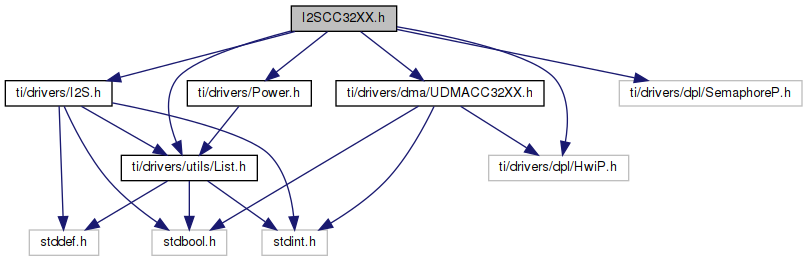 I2SCC32XX.h
ti/drivers/I2S.h
ti/drivers/Power.h
ti/drivers/dma/UDMACC32XX.h
ti/drivers/dpl/SemaphoreP.h
ti/drivers/utils/List.h
ti/drivers/dpl/HwiP.h
stddef.h
stdbool.h
stdint.h